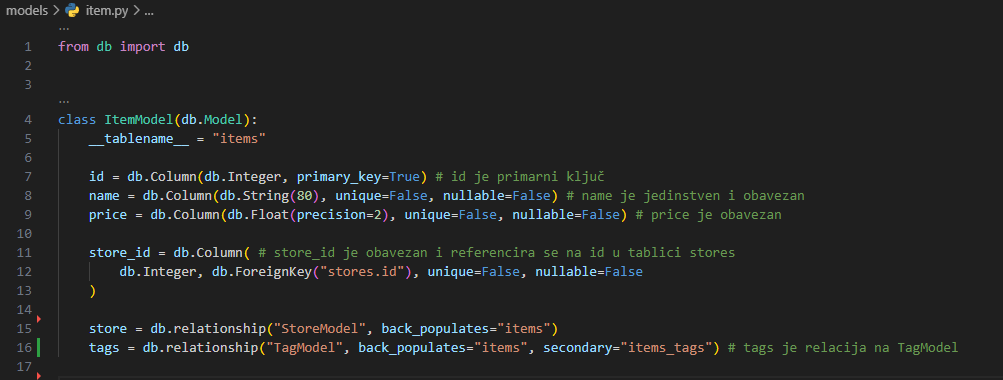 models > item.py > ...
...
1 from db import db
2
3
...
4 class ItemModel(db.Model):
5     __tablename__ = "items"
6
7     id = db.Column(db.Integer, primary_key=True) # id je primarni ključ
8     name = db.Column(db.String(80), unique=False, nullable=False) # name je jedinstven i obavezan
9     price = db.Column(db.Float(precision=2), unique=False, nullable=False) # price je obavezan
10
11     store_id = db.Column( # store_id je obavezan i referencira se na id u tablici stores
12         db.Integer, db.ForeignKey("stores.id"), unique=False, nullable=False
13     )
14
15     store = db.relationship("StoreModel", back_populates="items")
16     tags = db.relationship("TagModel", back_populates="items", secondary="items_tags") # tags je relacija na TagModel
17